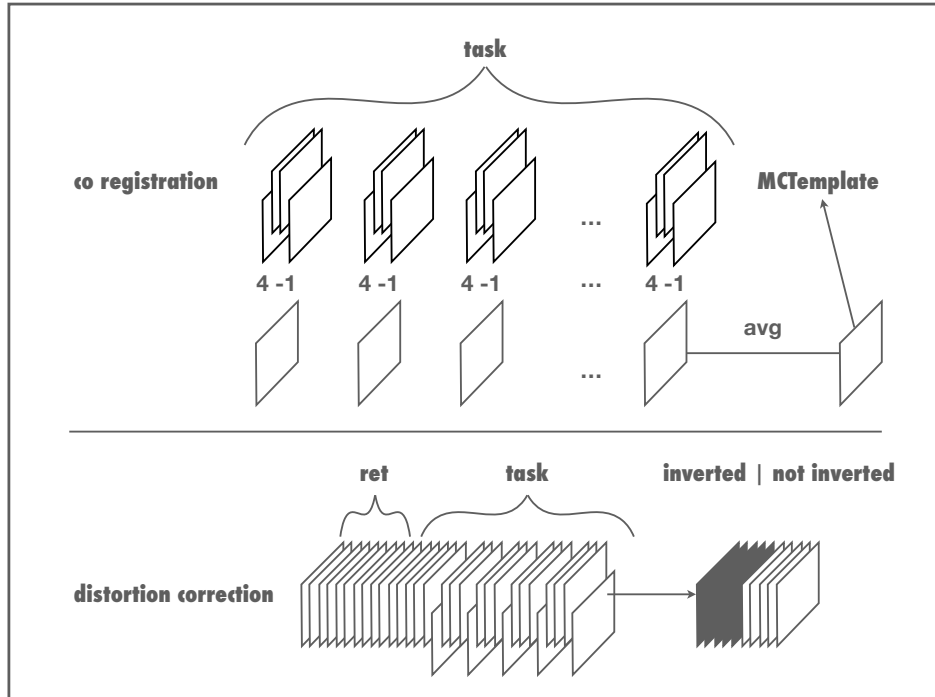 task
co registration
MCTemplate
...
4 -1 4 -1 4 -1 ... 4 -1
avg
...
ret task inverted | not inverted
distortion correction